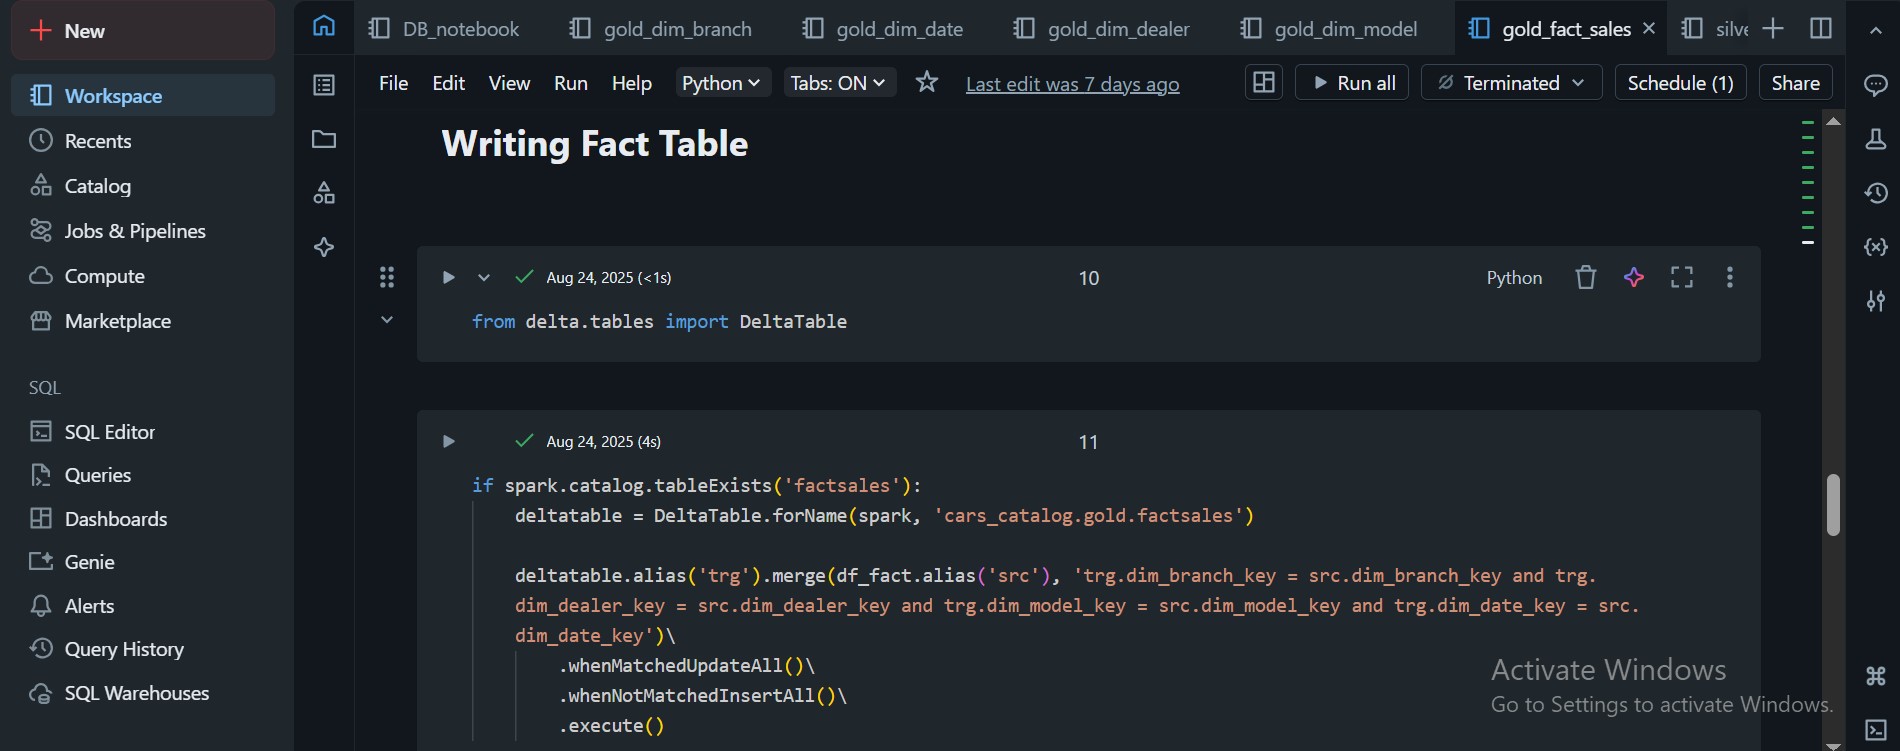 New
Workspace
Recents
Catalog
Jobs & Pipelines
Compute
Marketplace
SQL
SQL Editor
Queries
Dashboards
Genie
Alerts
Query History
SQL Warehouses
DB_notebook
gold_dim_branch
gold_dim_date
gold_dim_dealer
gold_dim_model
gold_fact_sales
silve
File Edit View Run Help Python Tabs: ON Last edit was 7 days ago Run all Terminated Schedule (1) Share
Writing Fact Table
Aug 24, 2025 (<1s) 10 Python
from delta.tables import DeltaTable
Aug 24, 2025 (4s) 11
if spark.catalog.tableExists('factsales'):
deltatable = DeltaTable.forName(spark, 'cars_catalog.gold.factsales')
deltatable.alias('trg').merge(df_fact.alias('src'), 'trg.dim_branch_key = src.dim_branch_key and trg.
dim_dealer_key = src.dim_dealer_key and trg.dim_model_key = src.dim_model_key and trg.dim_date_key = src.
dim_date_key')\
.whenMatchedUpdateAll()\
.whenNotMatchedInsertAll()\
.execute()
Activate Windows
Go to Settings to activate Windows.